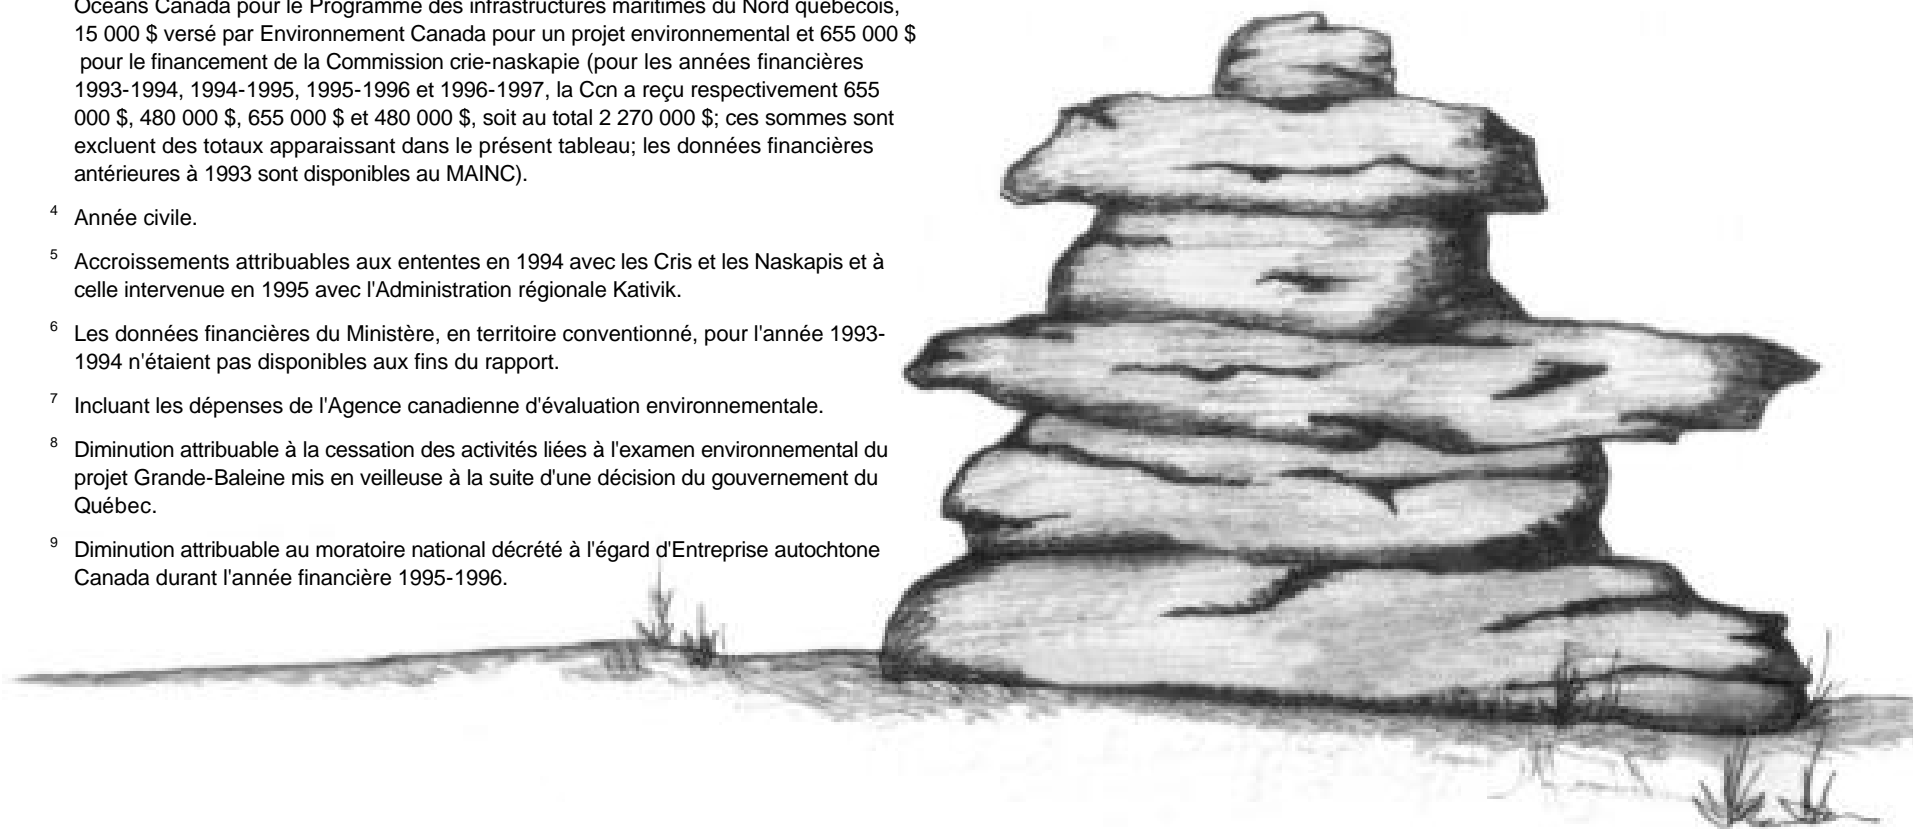 Océans Canada pour le Programme des infrastructures maritimes du Nord québécois,
15 000 $ versé par Environnement Canada pour un projet environnemental et 655 000 $
pour le financement de la Commission crie-naskapie (pour les années financières
1993-1994, 1994-1995, 1995-1996 et 1996-1997, la Ccn a reçu respectivement 655
000 $, 480 000 $, 655 000 $ et 480 000 $, soit au total 2 270 000 $; ces sommes sont
excluent des totaux apparaissant dans le présent tableau; les données financières
antérieures à 1993 sont disponibles au MAINC).
4 Année civile.
5 Accroissements attribuables aux ententes en 1994 avec les Cris et les Naskapis et à
celle intervenue en 1995 avec l'Administration régionale Kativik.
6 Les données financières du Ministère, en territoire conventionné, pour l'année 1993-
1994 n'étaient pas disponibles aux fins du rapport.
7 Incluant les dépenses de l'Agence canadienne d'évaluation environnementale.
8 Diminution attribuable à la cessation des activités liées à l'examen environnemental du
projet Grande-Baleine mis en veilleuse à la suite d'une décision du gouvernement du
Québec.
9 Diminution attribuable au moratoire national décrété à l'égard d'Entreprise autochtone
Canada durant l'année financière 1995-1996.